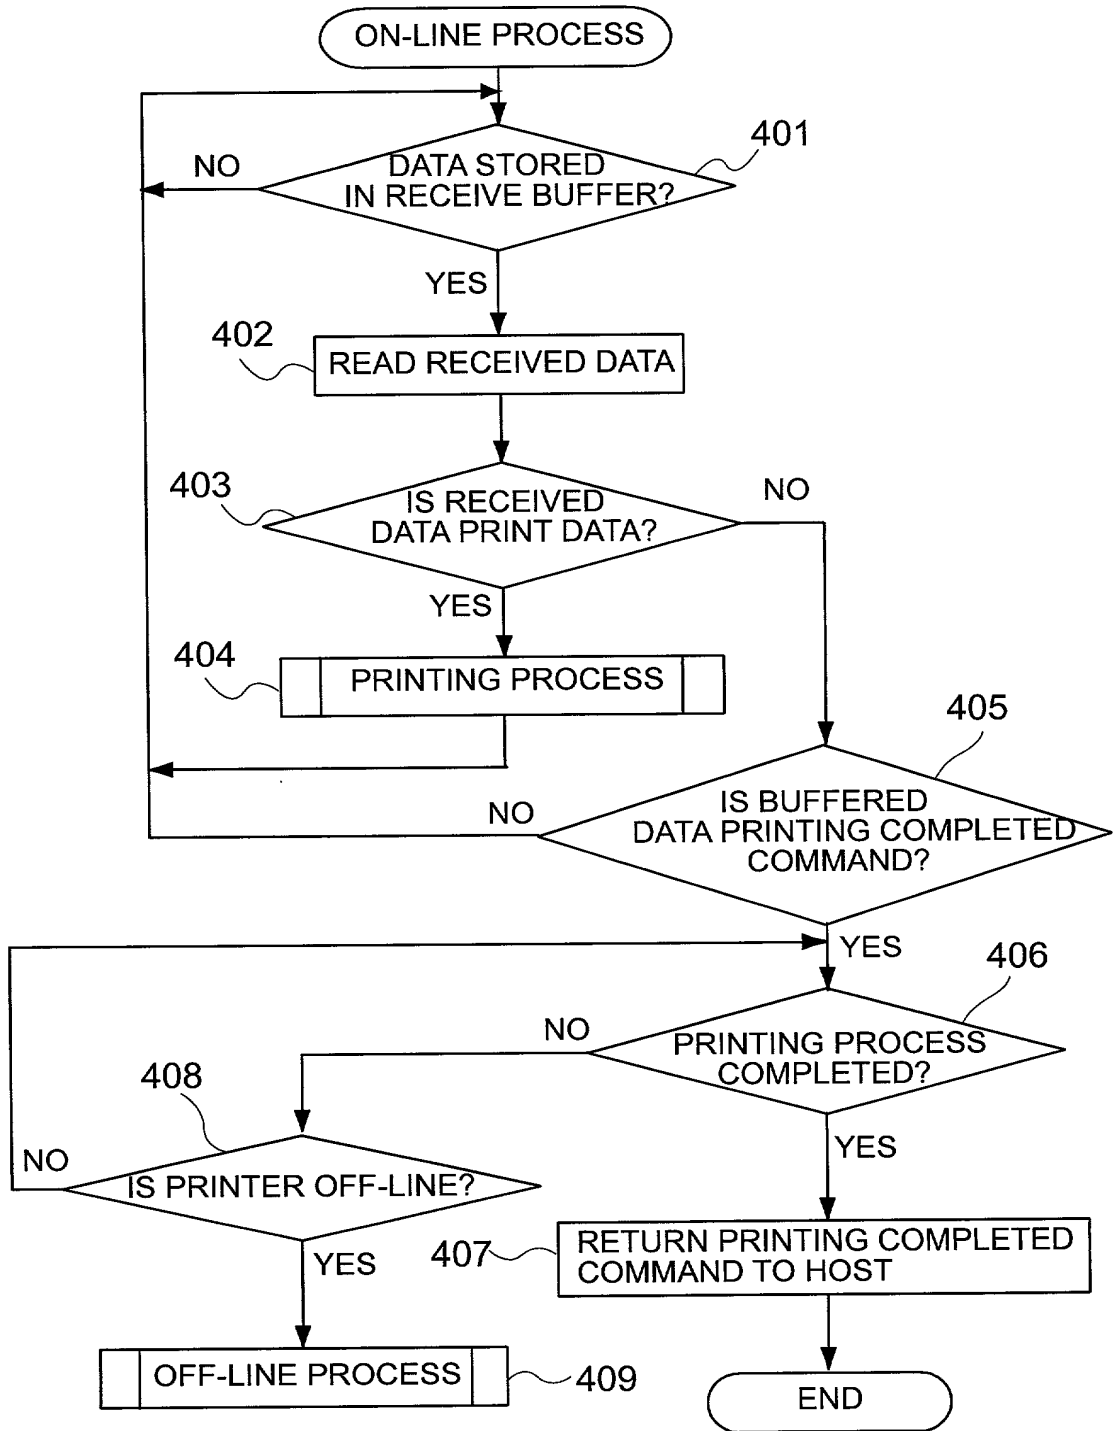 ON-LINE PROCESS
401
NO
DATA STORED
IN RECEIVE BUFFER?
YES
402
READ RECEIVED DATA
403
IS RECEIVED
DATA PRINT DATA?
NO
YES
404
PRINTING PROCESS
405
NO
IS BUFFERED
DATA PRINTING COMPLETED
COMMAND?
YES
406
NO
PRINTING PROCESS
COMPLETED?
408
YES
NO
IS PRINTER OFF-LINE?
YES
407
RETURN PRINTING COMPLETED
COMMAND TO HOST
OFF-LINE PROCESS
409
END